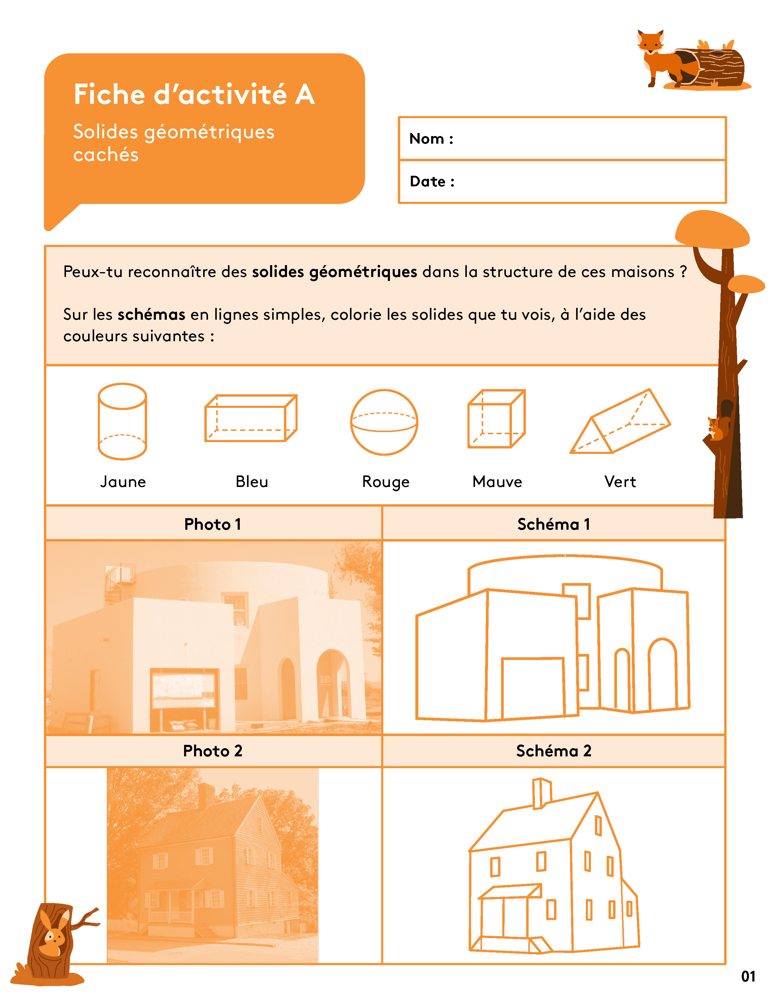 Fiche d’activité A
Solides géométriques
cachés
Nom :
Date :
Peux-tu reconnaître des solides géométriques dans la structure de ces maisons ?
Sur les schémas en lignes simples, colorie les solides que tu vois, à l’aide des
couleurs suivantes :
Jaune
Bleu
Rouge
Mauve
Vert
Photo 1
Schéma 1
Photo 2
Schéma 2
01